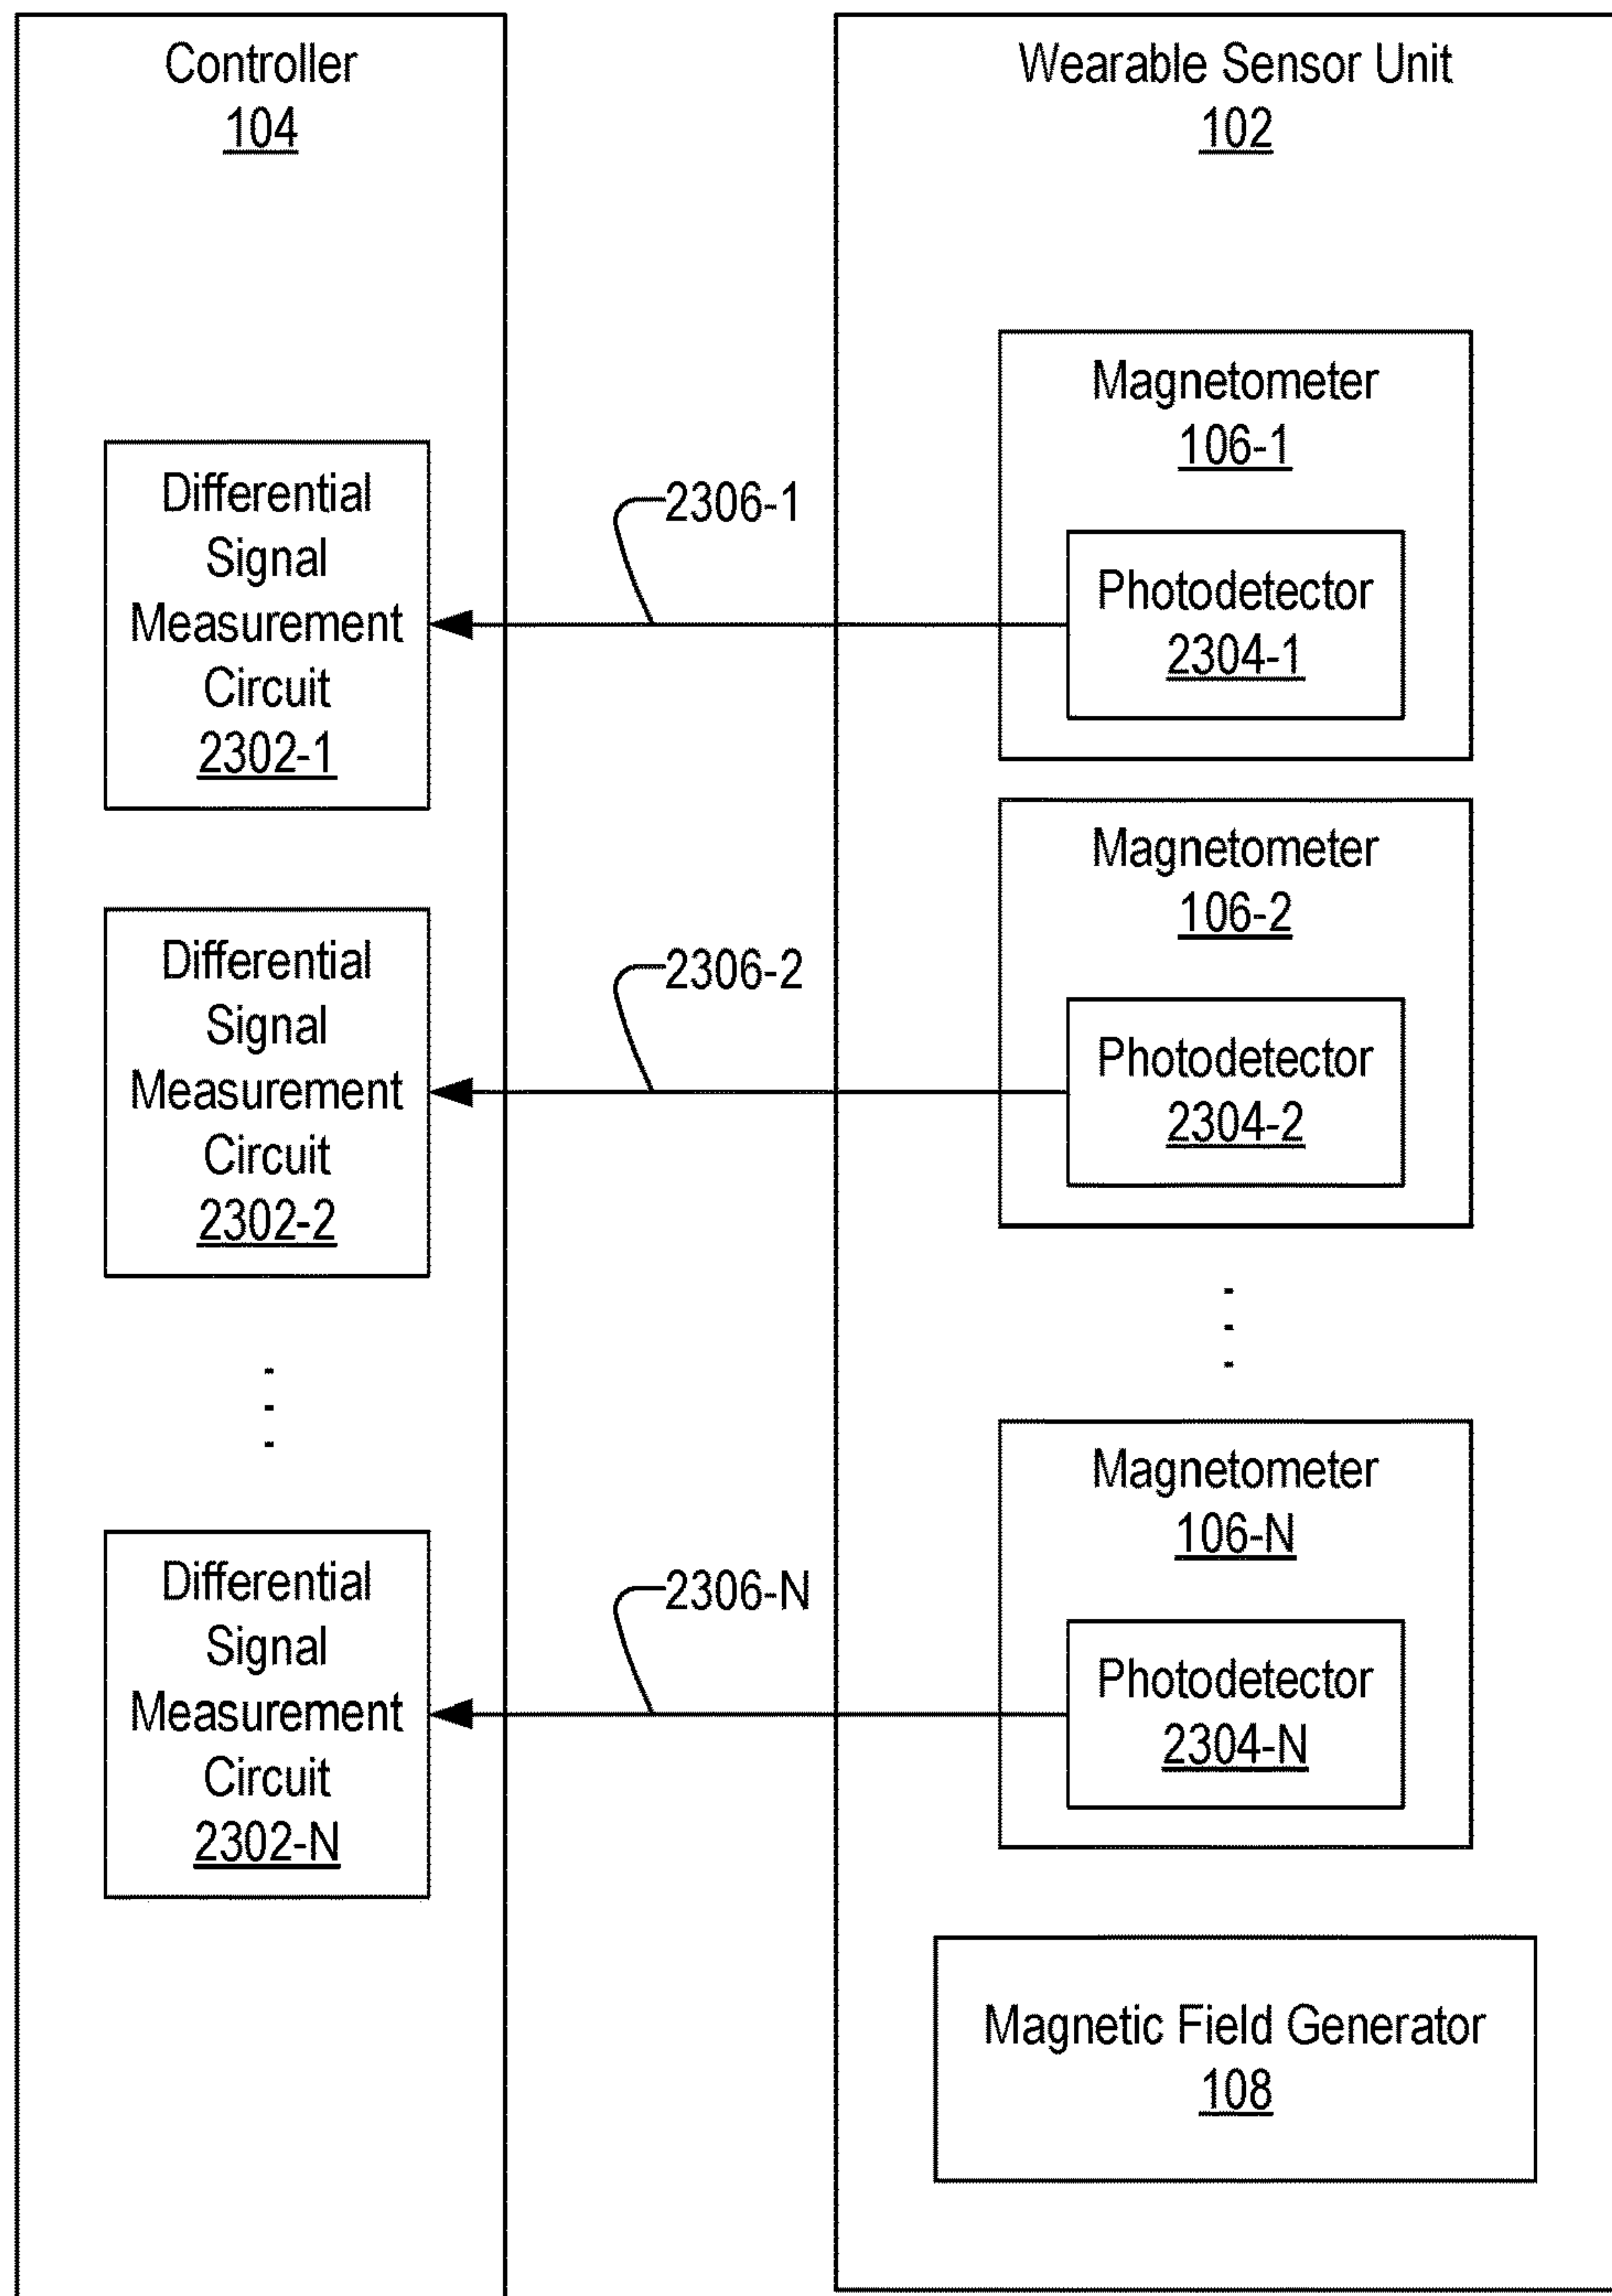 Controller
104
Differential
Signal
Measurement
Circuit
2302-1
Differential
Signal
Measurement
Circuit
2302-2
Differential
Signal
Measurement
Circuit
2302-N
2306-1
2306-2
2306-N
Wearable Sensor Unit
102
Magnetometer
106-1
Photodetector
2304-1
Magnetometer
106-2
Photodetector
2304-2
Magnetometer
106-N
Photodetector
2304-N
Magnetic Field Generator
108